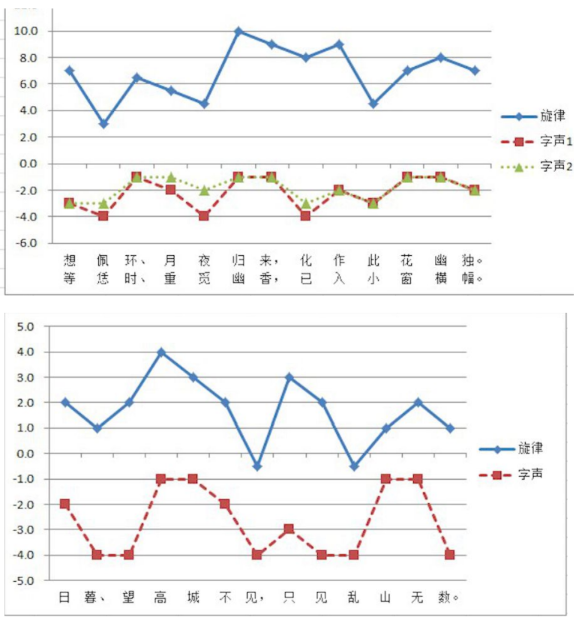 10.0
8.0
6.0
4.0
2.0
0.0
-2.0
-4.0
-6.0
旋律
字声1
字声2
想 佩 环、 月 夜 归 来， 化 作 此 花 幽 独。
等 恁 时、 重 觅 幽 香， 已 入 小 窗 横 幅。
5.0
4.0
3.0
2.0
1.0
0.0
-1.0
-2.0
-3.0
-4.0
-5.0
旋律
字声
日 暮、 望 高 城 不 见， 只 见 乱 山 无 数。